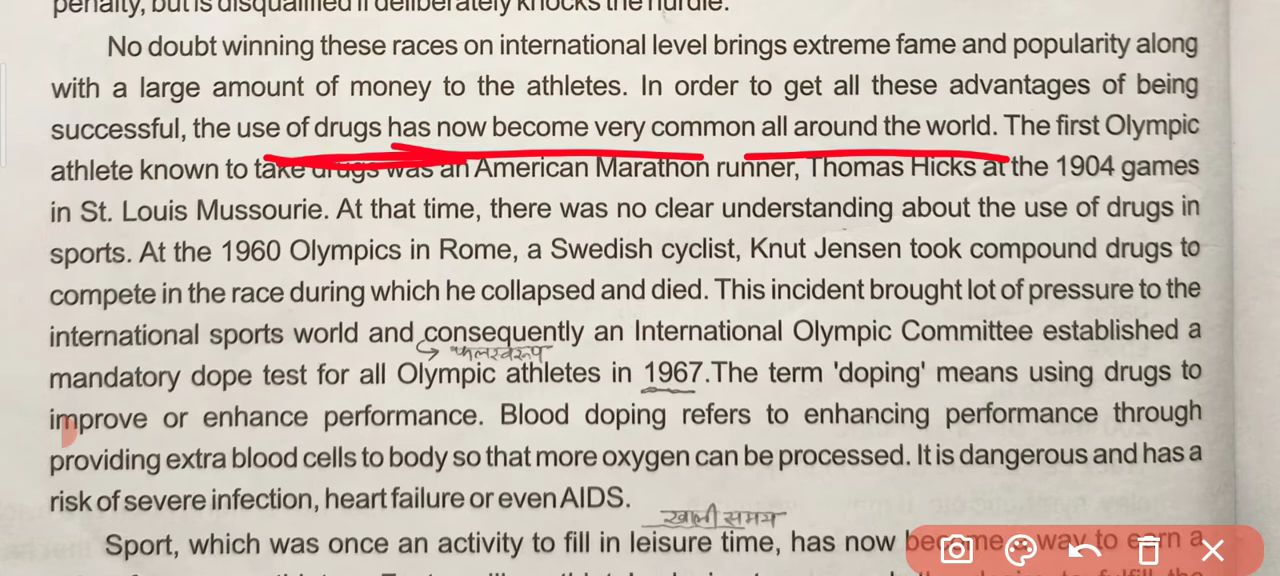 penalty, but is disqualified if deliberately knocks the hurdle.
No doubt winning these races on international level brings extreme fame and popularity along
with a large amount of money to the athletes. In order to get all these advantages of being
successful, the use of drugs has now become very common all around the world. The first Olympic
athlete known to take drugs was an American Marathon runner, Thomas Hicks at the 1904 games
in St. Louis Mussourie. At that time, there was no clear understanding about the use of drugs in
sports. At the 1960 Olympics in Rome, a Swedish cyclist, Knut Jensen took compound drugs to
compete in the race during which he collapsed and died. This incident brought lot of pressure to the
international sports world and consequently an International Olympic Committee established a
फलस्वरूप
mandatory dope test for all Olympic athletes in 1967.The term 'doping' means using drugs to
improve or enhance performance. Blood doping refers to enhancing performance through
providing extra blood cells to body so that more oxygen can be processed. It is dangerous and has a
risk of severe infection, heart failure or even AIDS.
खाली समय
Sport, which was once an activity to fill in leisure time, has now become a way to earn a